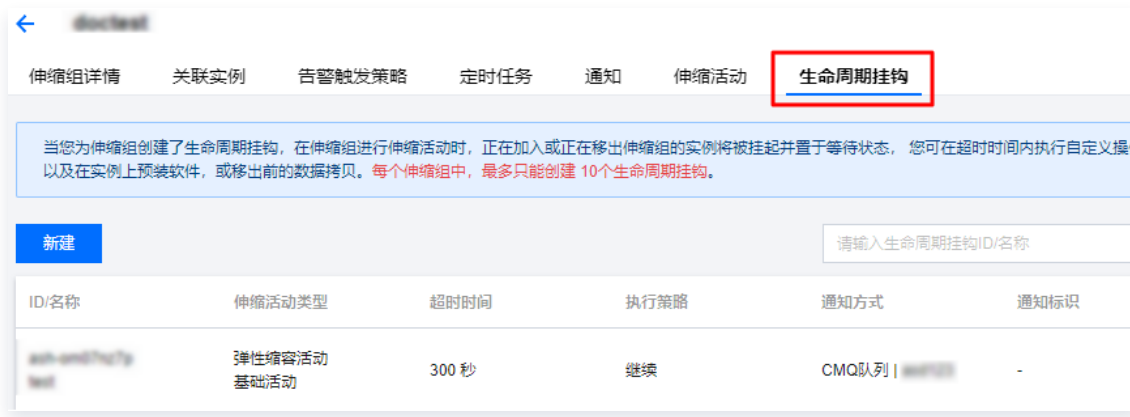 伸缩组详情 关联实例 告警触发策略 定时任务 通知 伸缩活动 生命周期挂钩
当您为伸缩组创建了生命周期挂钩，在伸缩组进行伸缩活动时，正在加入或正在移出伸缩组的实例将被挂起并置于等待状态， 您可在超时时间内执行自定义操
以及在实例上预装软件，或移出前的数据拷贝。每个伸缩组中，最多只能创建 10个生命周期挂钩。
新建 请输入生命周期挂钩ID/名称
ID/名称 伸缩活动类型 超时时间 执行策略 通知方式 通知标识
弹性缩容活动
基础活动
300 秒 继续 CMQ队列 | -